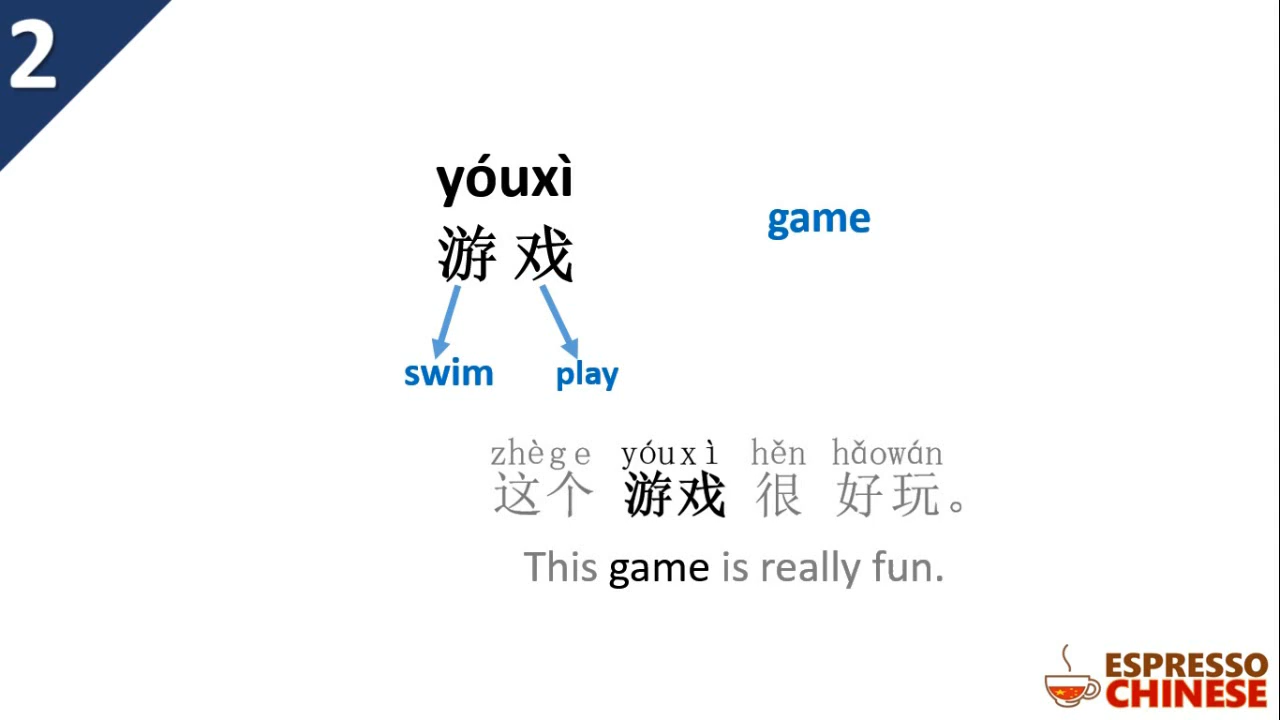 2
yóuxì
游戏
game
swim play
zhège yóuxì hěn hǎowán
这个 游戏 很 好玩。
This game is really fun.
ESPRESSO
CHINESE